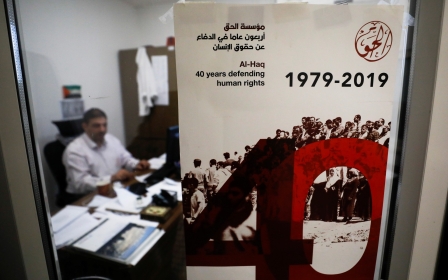 مؤسسة الحق
أربعون عاما في الدفاع
عن حقوق الإنسان
Al-Haq
40 years defending
human rights
1979-2019
الحق
40